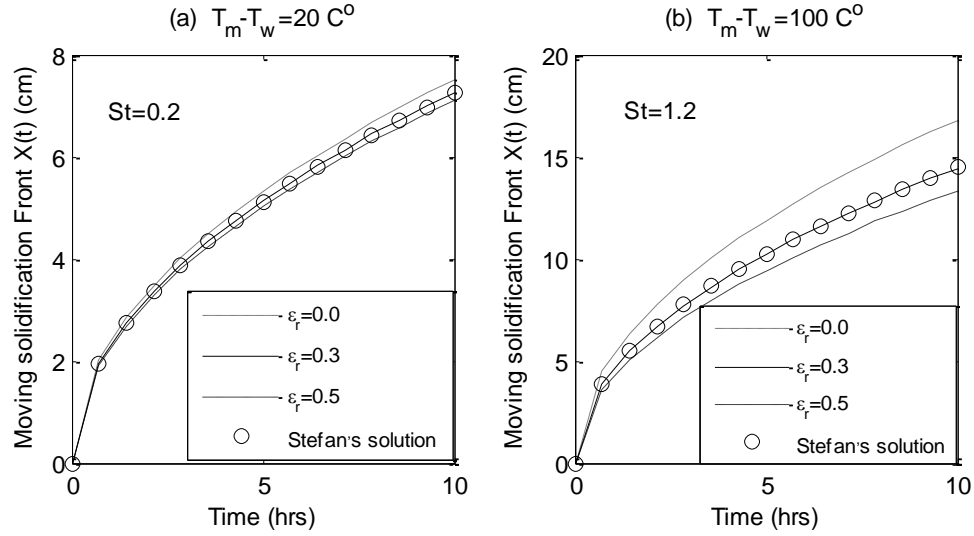 (a) T_m-T_w=20 C^o
8
6
4
2
0
Moving solidification Front X(t) (cm)
St=0.2
ε_r=0.0
ε_r=0.3
ε_r=0.5
Stefan's solution
0 5 10
Time (hrs)
(b) T_m-T_w=100 C^o
20
15
10
5
0
Moving solidification Front X(t) (cm)
St=1.2
ε_r=0.0
ε_r=0.3
ε_r=0.5
Stefan's solution
0 5 10
Time (hrs)